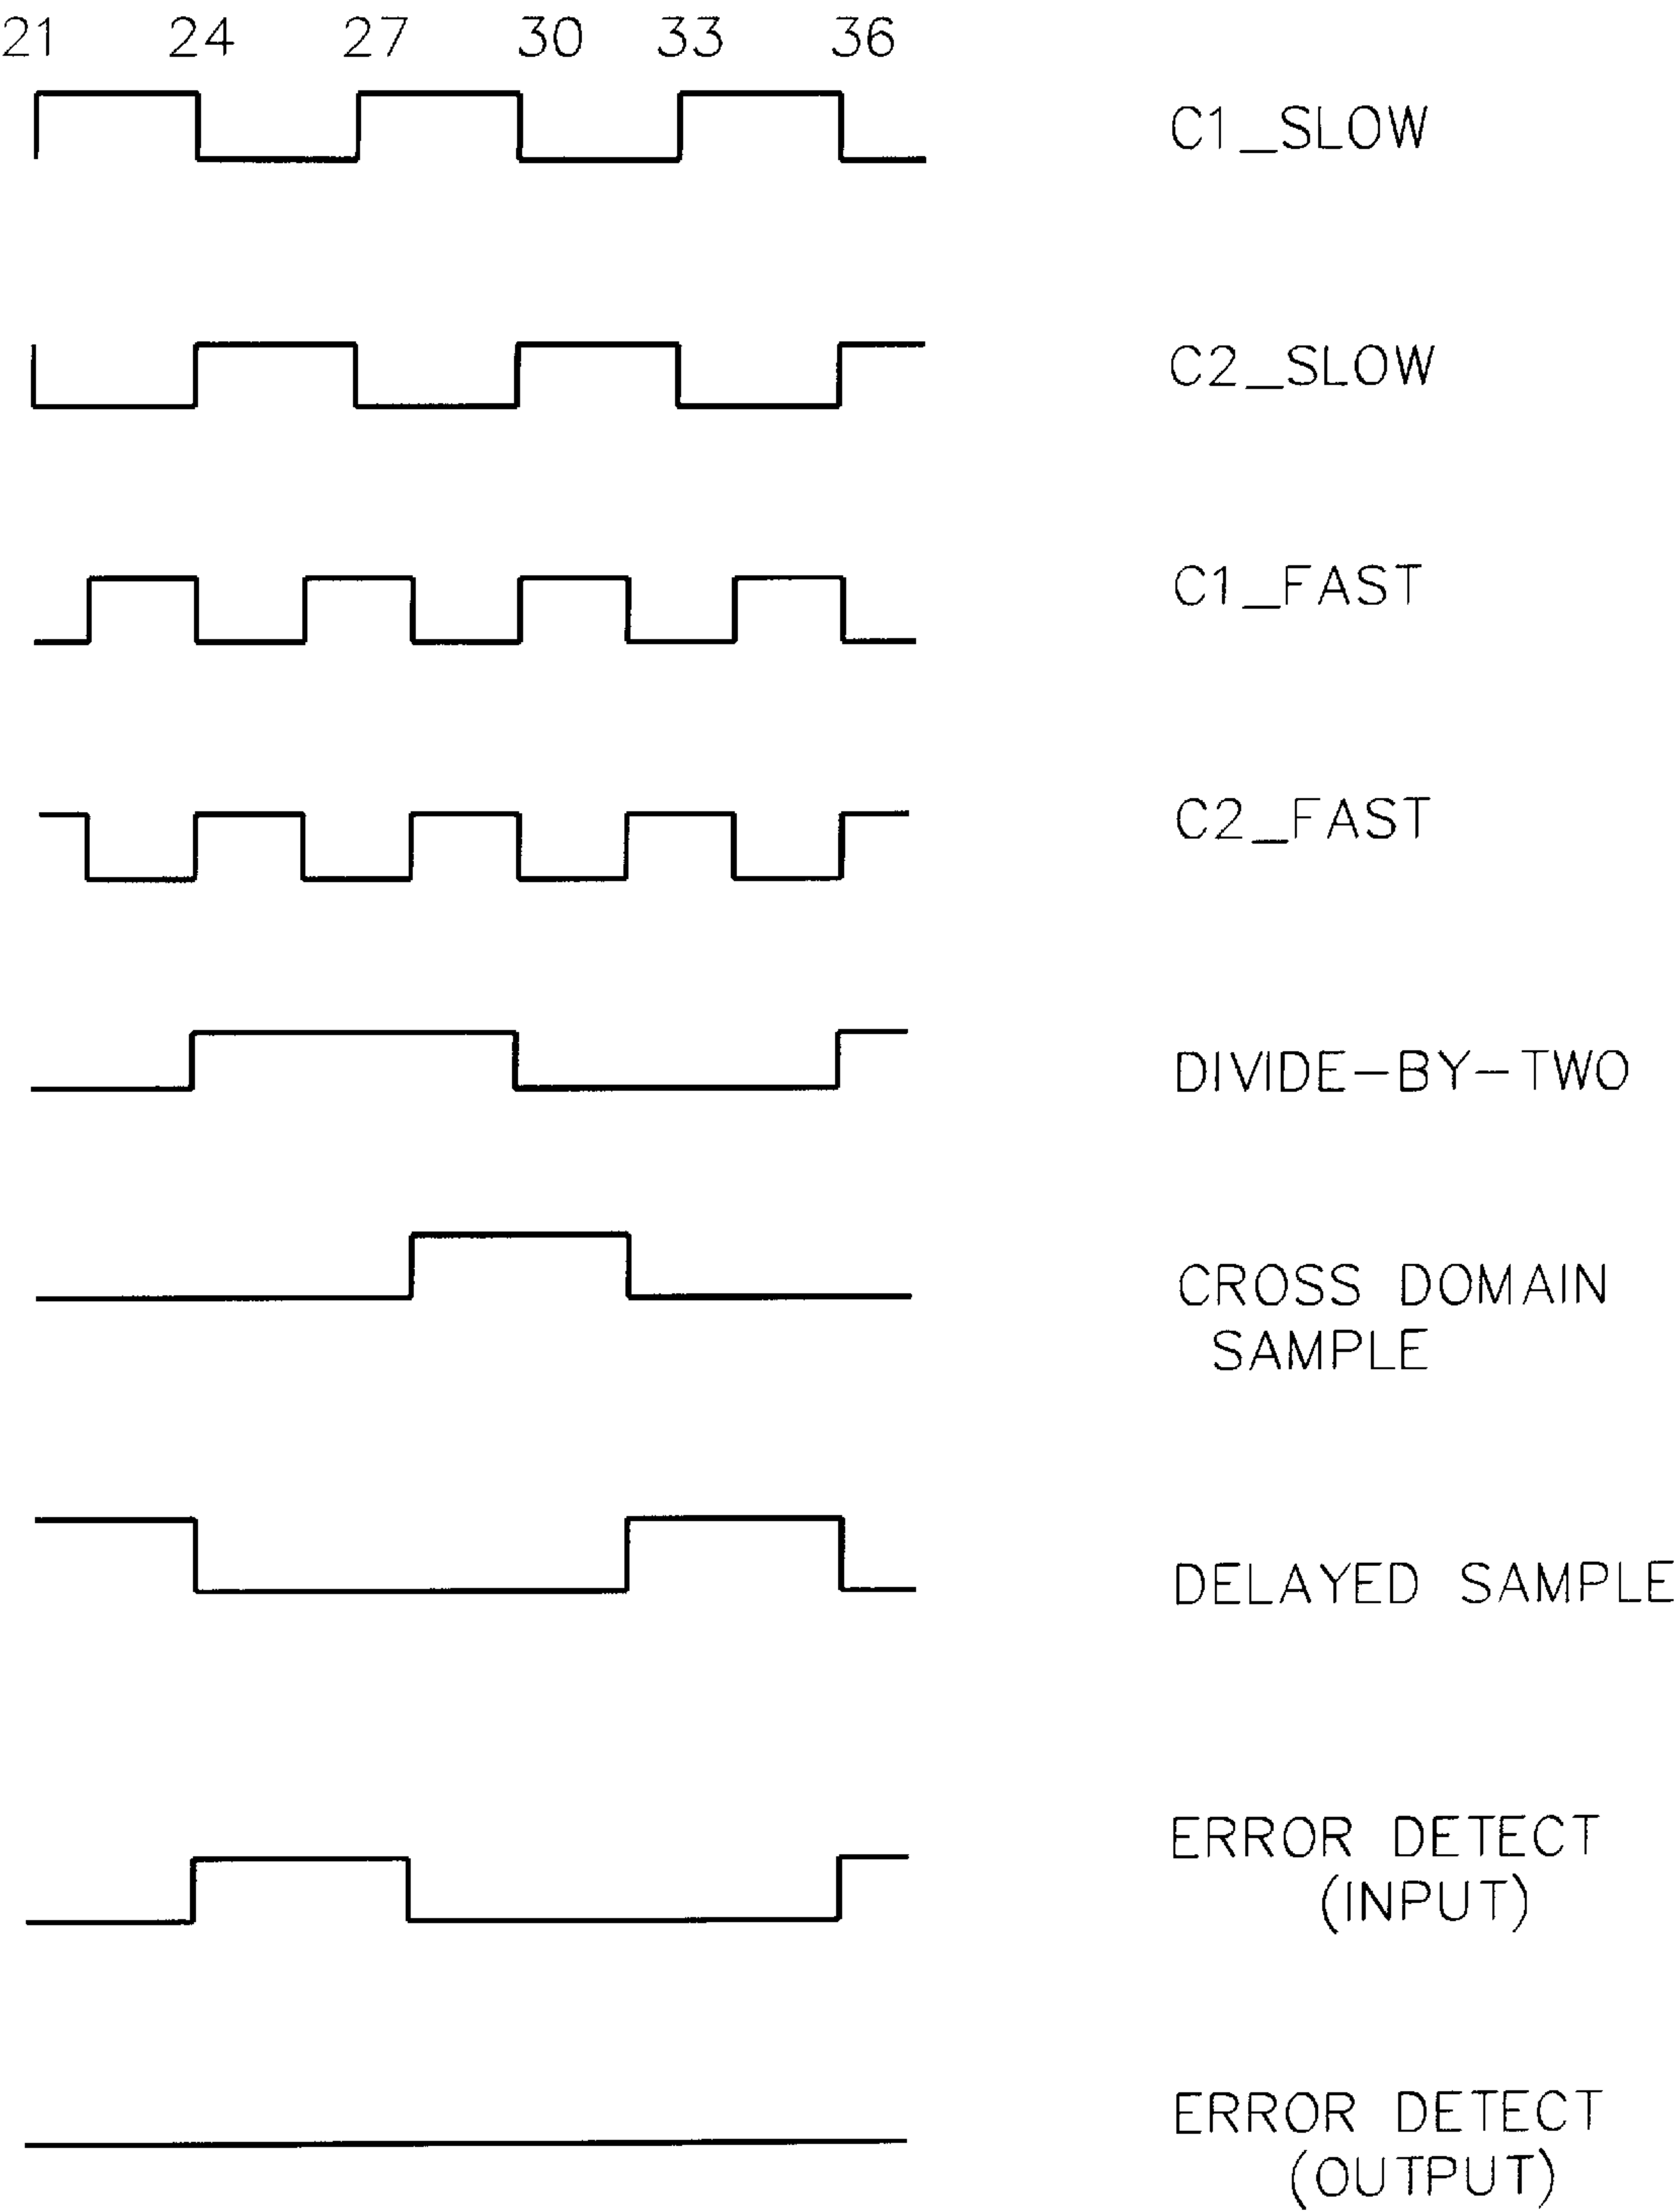 21 24 27 30 33 36
C1_SLOW
C2_SLOW
C1_FAST
C2_FAST
DIVIDE-BY-TWO
CROSS DOMAIN
SAMPLE
DELAYED SAMPLE
ERROR DETECT
(INPUT)
ERROR DETECT
(OUTPUT)